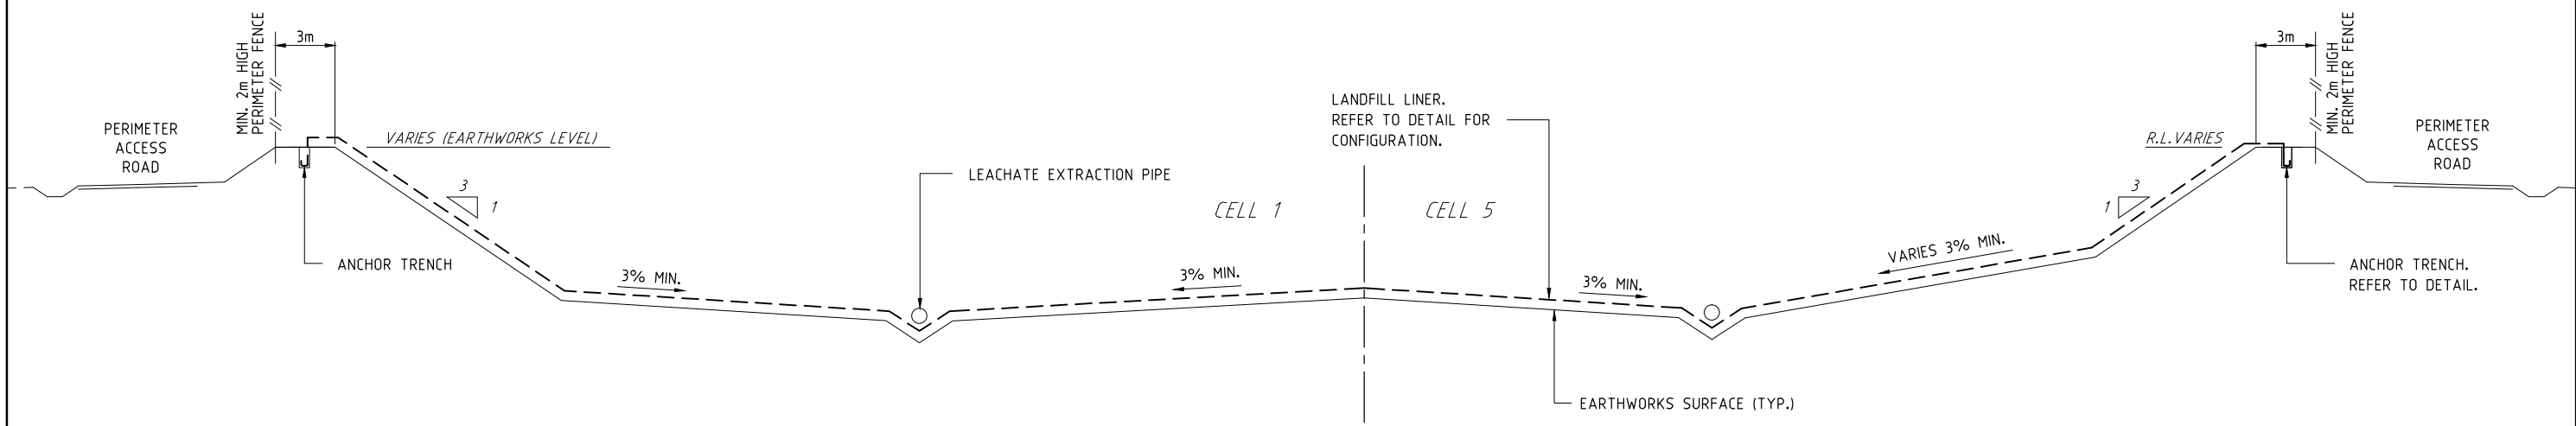 MIN. 2m HIGH
PERIMETER FENCE
3m
PERIMETER
ACCESS
ROAD
VARIES (EARTHWORKS LEVEL)
3
1
ANCHOR TRENCH
3% MIN.
LEACHATE EXTRACTION PIPE
3% MIN.
CELL 1
CELL 5
LANDFILL LINER.
REFER TO DETAIL FOR
CONFIGURATION.
3% MIN.
EARTHWORKS SURFACE (TYP.)
VARIES 3% MIN.
1
3
R.L.VARIES
3m
MIN. 2m HIGH
PERIMETER FENCE
PERIMETER
ACCESS
ROAD
ANCHOR TRENCH.
REFER TO DETAIL.